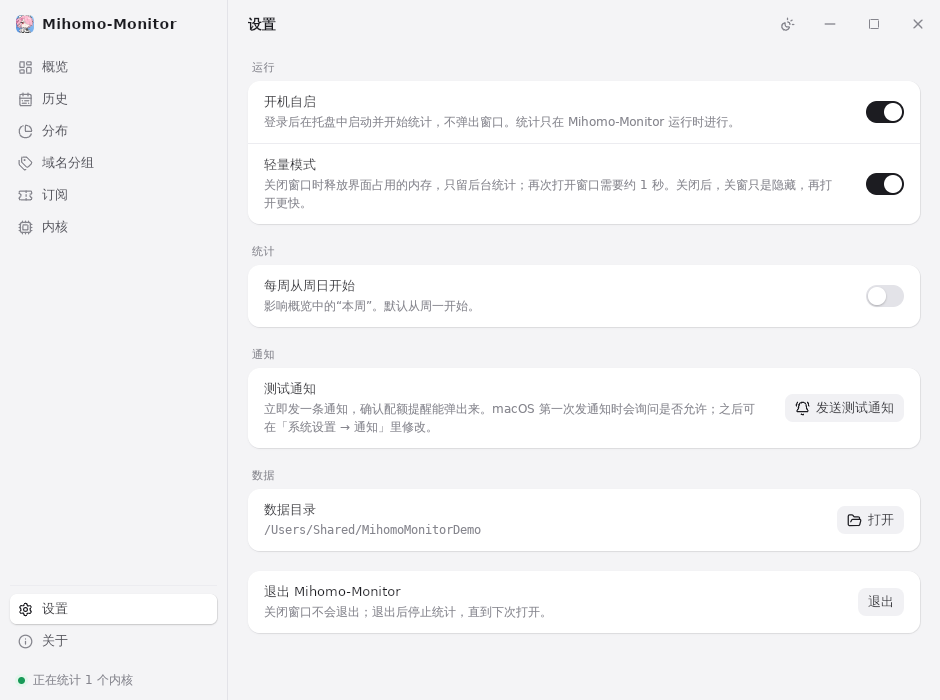 Mihomo-Monitor
概览
历史
分布
域名分组
订阅
内核
设置
关于
正在统计 1 个内核
设置
运行
开机自启
登录后在托盘中启动并开始统计，不弹出窗口。统计只在 Mihomo-Monitor 运行时进行。
轻量模式
关闭窗口时释放界面占用的内存，只留后台统计；再次打开窗口需要约 1 秒。关闭后，关窗只是隐藏，再打
开更快。
统计
每周从周日开始
影响概览中的“本周”。默认从周一开始。
通知
测试通知
立即发一条通知，确认配额提醒能弹出来。macOS 第一次发通知时会询问是否允许；之后可
在「系统设置 → 通知」里修改。
发送测试通知
数据
数据目录
/Users/Shared/MihomoMonitorDemo
打开
退出 Mihomo-Monitor
关闭窗口不会退出；退出后停止统计，直到下次打开。
退出